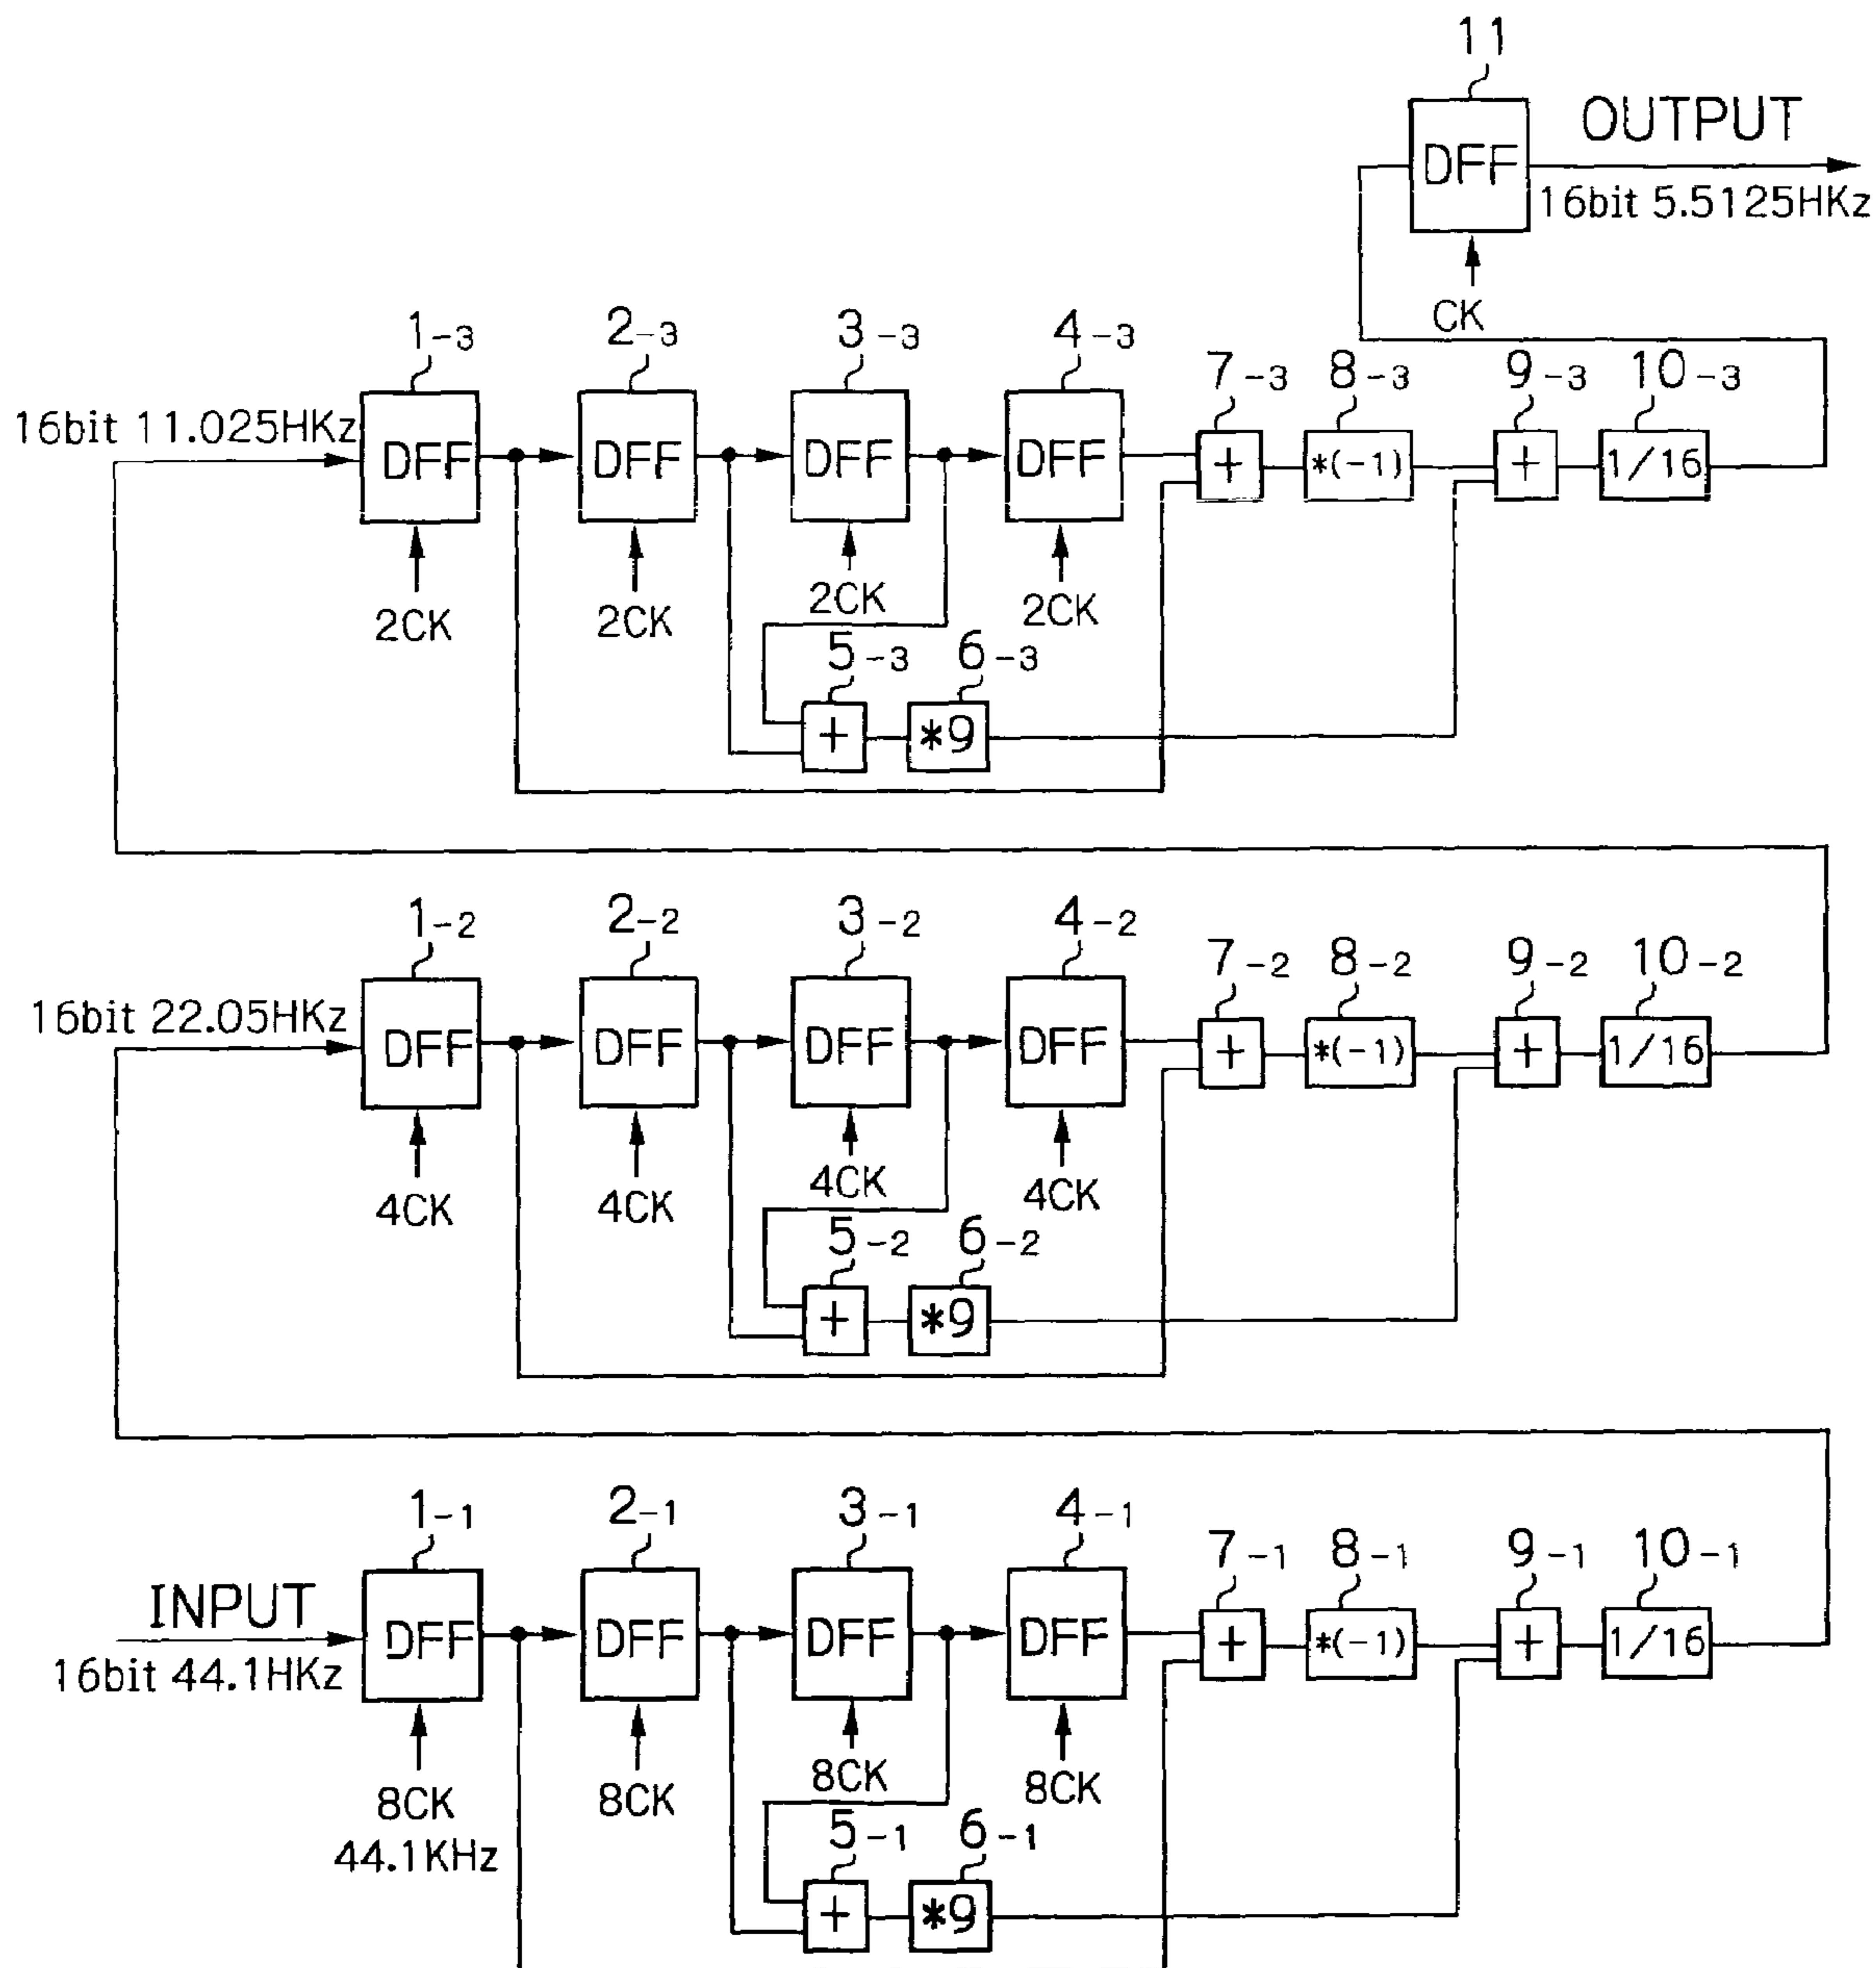 11
DFF
OUTPUT
16bit 5.5125HKz
CK
1-3
2-3
3-3
4-3
7-3
8-3
9-3
10-3
16bit 11.025HKz
DFF
DFF
DFF
DFF
+
*(-1)
+
1/16
2CK
2CK
2CK
2CK
5-3
6-3
+
*9
1-2
2-2
3-2
4-2
7-2
8-2
9-2
10-2
16bit 22.05HKz
DFF
DFF
DFF
DFF
+
*(-1)
+
1/16
4CK
4CK
4CK
4CK
5-2
6-2
+
*9
1-1
2-1
3-1
4-1
7-1
8-1
9-1
10-1
INPUT
16bit 44.1HKz
DFF
DFF
DFF
DFF
+
*(-1)
+
1/16
8CK
44.1KHz
8CK
8CK
8CK
5-1
6-1
+
*9